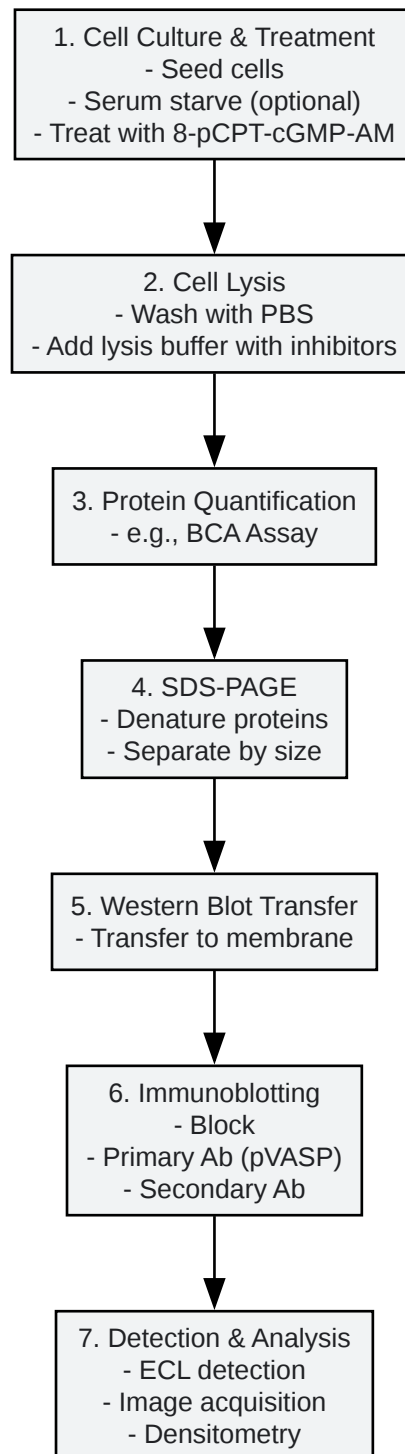 1. Cell Culture & Treatment
- Seed cells
- Serum starve (optional)
- Treat with 8-pCPT-cGMP-AM
2. Cell Lysis
- Wash with PBS
- Add lysis buffer with inhibitors
3. Protein Quantification
- e.g., BCA Assay
4. SDS-PAGE
- Denature proteins
- Separate by size
5. Western Blot Transfer
- Transfer to membrane
6. Immunoblotting
- Block
- Primary Ab (pVASP)
- Secondary Ab
7. Detection & Analysis
- ECL detection
- Image acquisition
- Densitometry